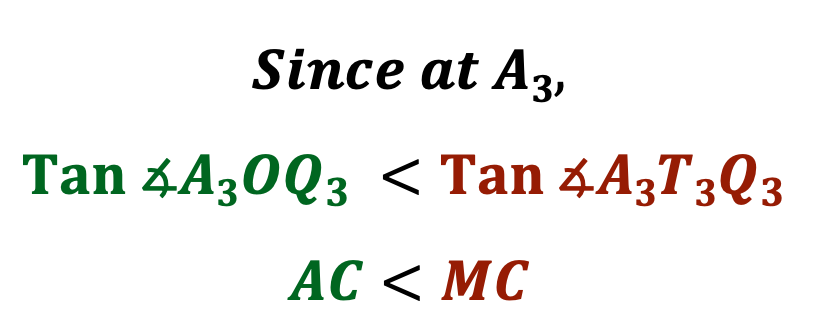 Since at A₃,
Tan ∡A₃OQ₃ < Tan ∡A₃T₃Q₃
AC < MC